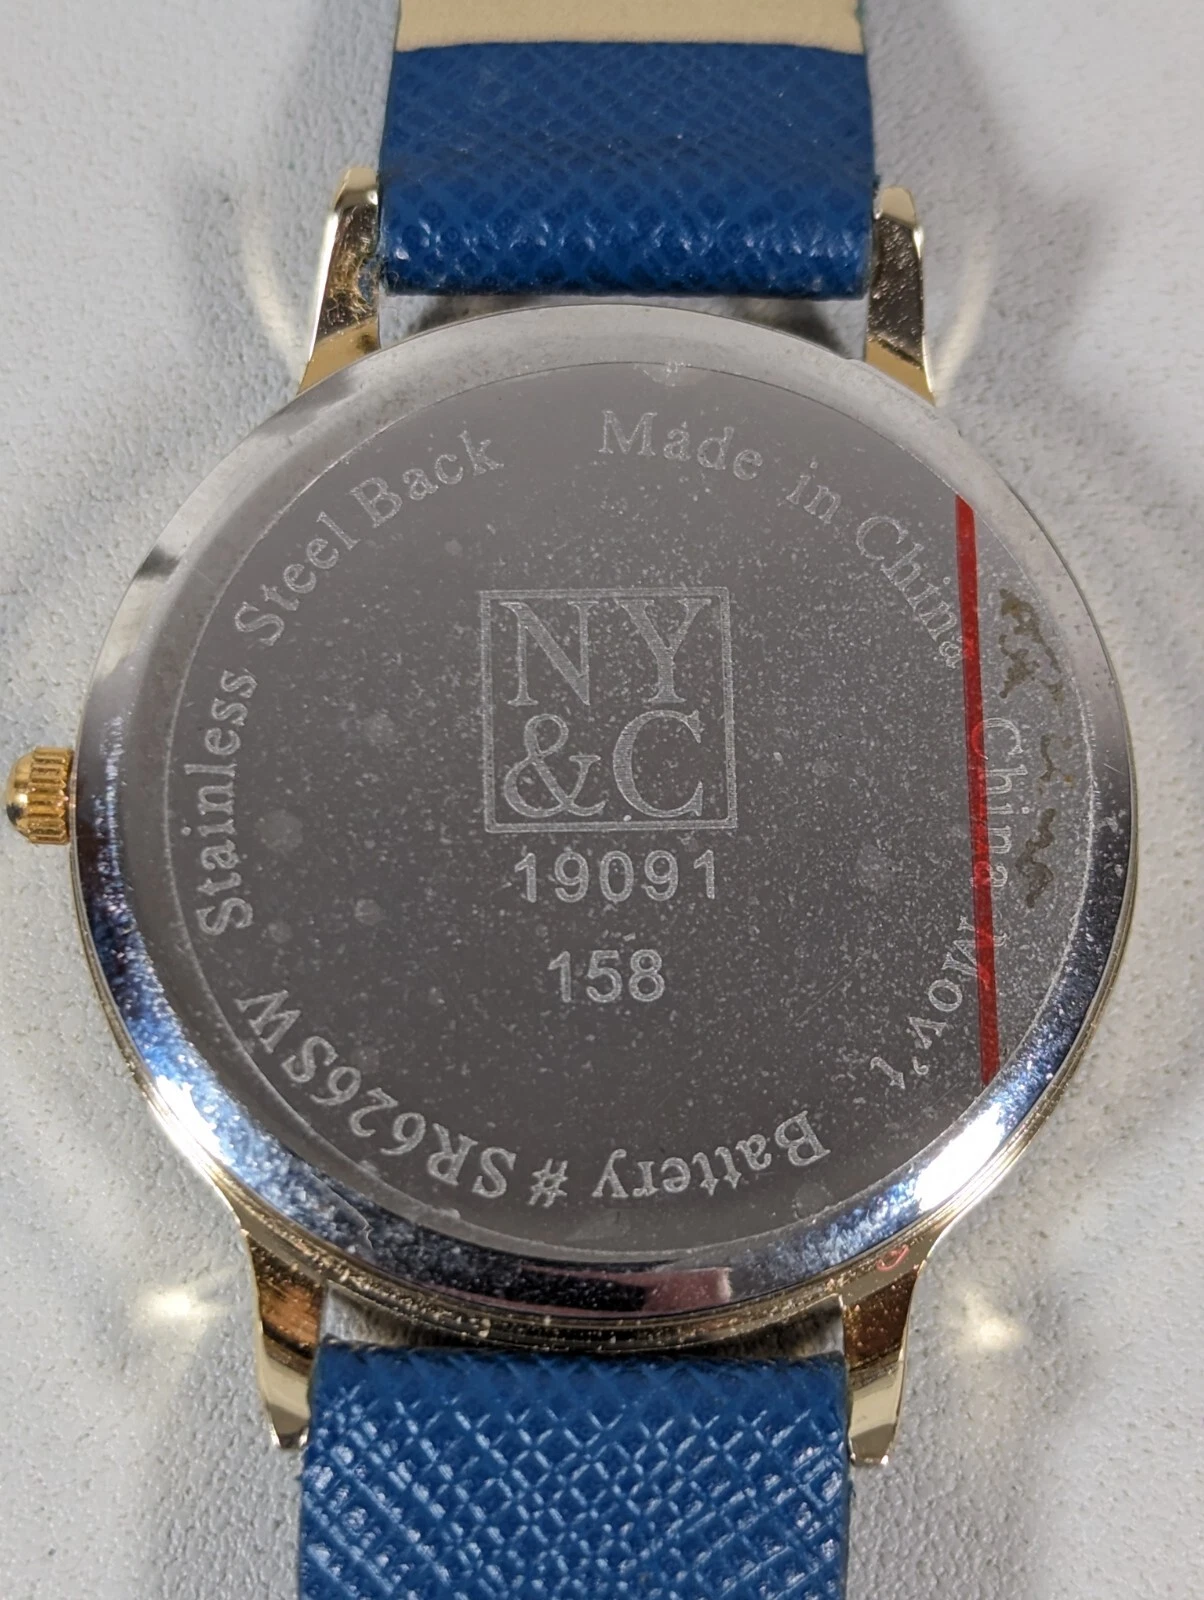 Stainless Steel Back
Made in China
China Mov't
Battery #SR626SW
NY
&C
19091
158